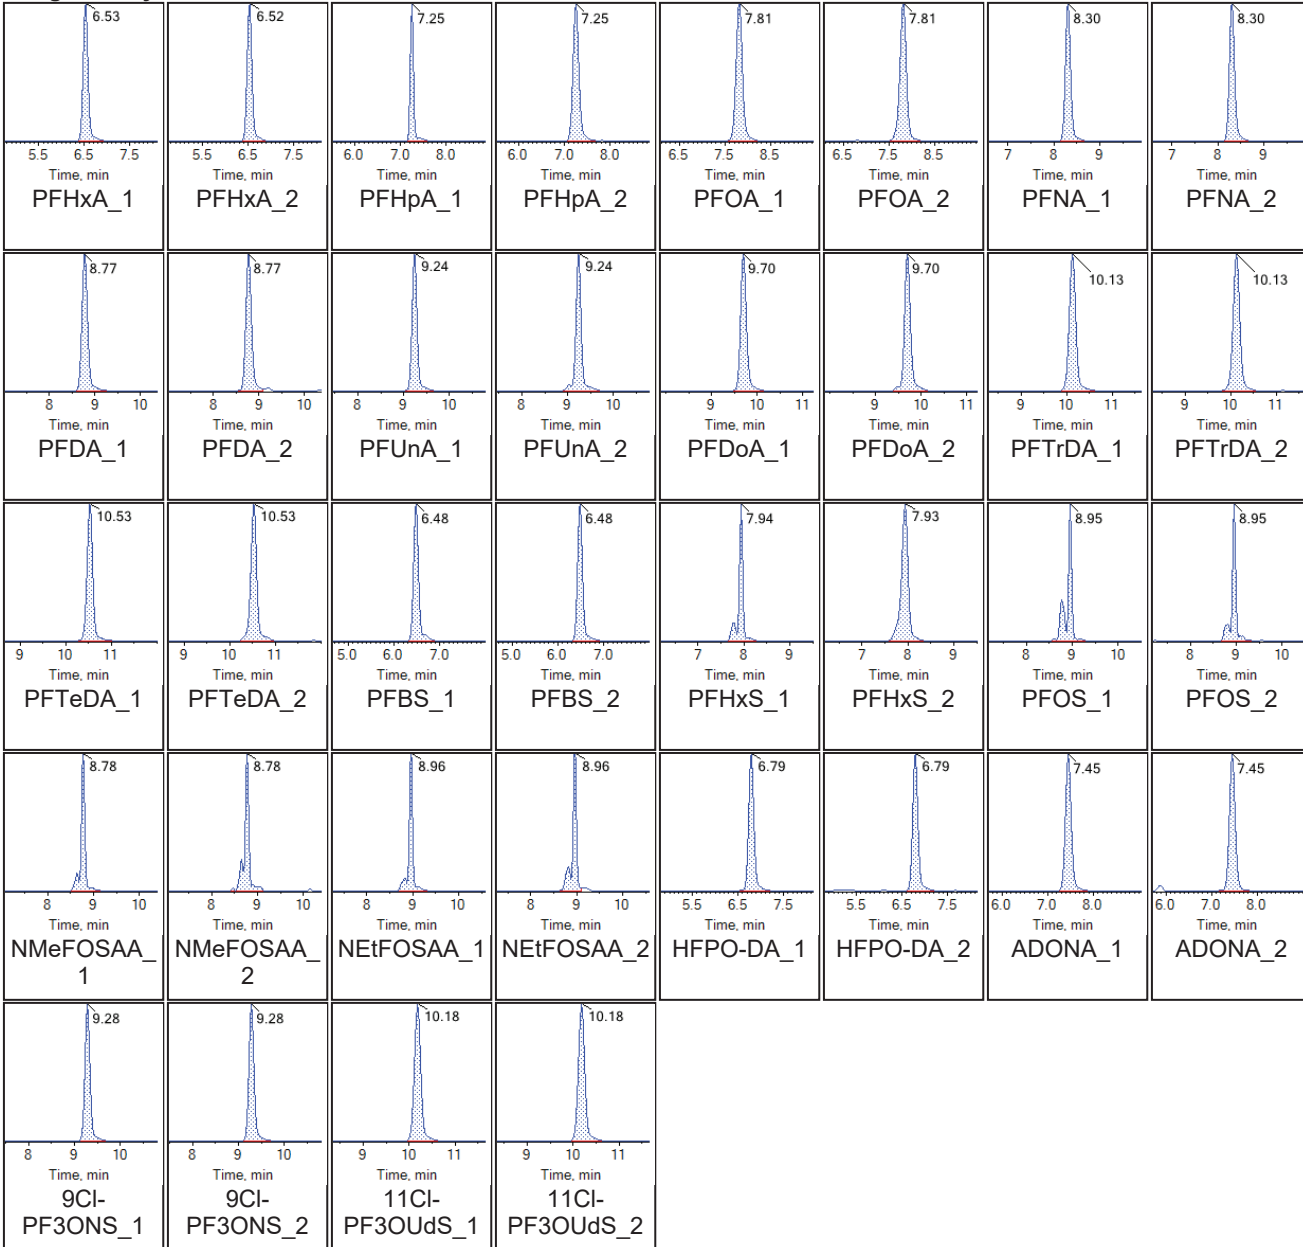 6.53
5.5 6.5 7.5
Time, min
PFHxA_1
6.52
5.5 6.5 7.5
Time, min
PFHxA_2
7.25
6.0 7.0 8.0
Time, min
PFHpA_1
7.25
6.0 7.0 8.0
Time, min
PFHpA_2
7.81
6.5 7.5 8.5
Time, min
PFOA_1
7.81
6.5 7.5 8.5
Time, min
PFOA_2
8.30
7 8 9
Time, min
PFNA_1
8.30
7 8 9
Time, min
PFNA_2
8.77
8 9 10
Time, min
PFDA_1
8.77
8 9 10
Time, min
PFDA_2
9.24
8 9 10
Time, min
PFUnA_1
9.24
8 9 10
Time, min
PFUnA_2
9.70
9 10 11
Time, min
PFDoA_1
9.70
9 10 11
Time, min
PFDoA_2
10.13
9 10 11
Time, min
PFTrDA_1
10.13
9 10 11
Time, min
PFTrDA_2
10.53
9 10 11
Time, min
PFTeDA_1
10.53
9 10 11
Time, min
PFTeDA_2
6.48
5.0 6.0 7.0
Time, min
PFBS_1
6.48
5.0 6.0 7.0
Time, min
PFBS_2
7.94
7 8 9
Time, min
PFHxS_1
7.93
7 8 9
Time, min
PFHxS_2
8.95
8 9 10
Time, min
PFOS_1
8.95
8 9 10
Time, min
PFOS_2
8.78
8 9 10
Time, min
NMeFOSAA_
1
8.78
8 9 10
Time, min
NMeFOSAA_
2
8.96
8 9 10
Time, min
NEtFOSAA_1
8.96
8 9 10
Time, min
NEtFOSAA_2
6.79
5.5 6.5 7.5
Time, min
HFPO-DA_1
6.79
5.5 6.5 7.5
Time, min
HFPO-DA_2
7.45
6.0 7.0 8.0
Time, min
ADONA_1
7.45
6.0 7.0 8.0
Time, min
ADONA_2
9.28
8 9 10
Time, min
9Cl-
PF3ONS_1
9.28
8 9 10
Time, min
9Cl-
PF3ONS_2
10.18
9 10 11
Time, min
11Cl-
PF3OUdS_1
10.18
9 10 11
Time, min
11Cl-
PF3OUdS_2